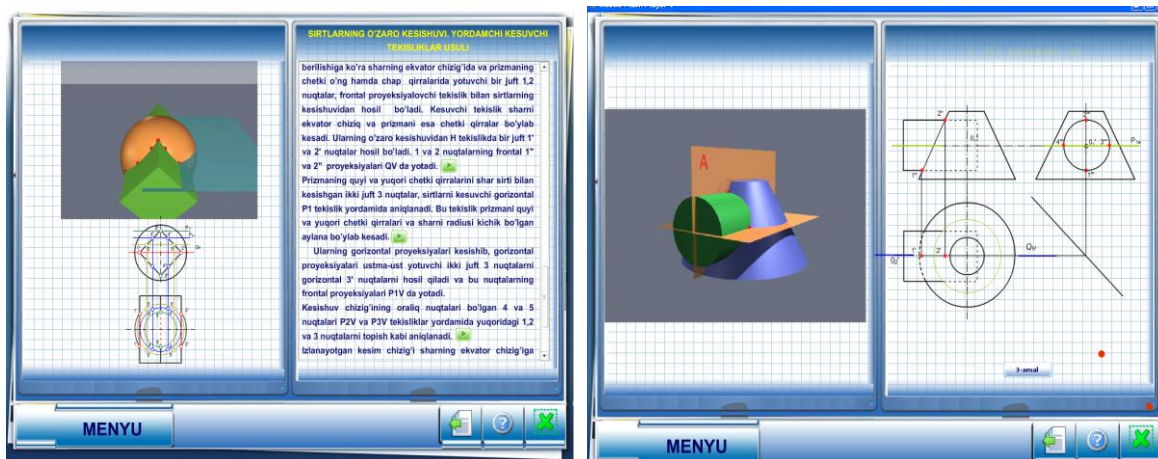 SIRTLARNING O'ZARO KESISHUVI. YORDAMCHI KESUVCHI
TEKISLIKLAR USULI
berilishiga ko'ra sharning ekvator chizig'ida va prizmaning
chetki o'ng hamda chap qirralarida yotuvchi bir juft 1,2
nuqtalar, frontal proyeksiyalovchi tekislik bilan sirtlarning
kesishuvidan hosil bo'ladi. Kesuvchi tekislik sharni
ekvator chiziq va prizmani esa chetki qirralar bo'ylab
kesadi. Ularning o'zaro kesishuvidan H tekislikda bir juft 1'
va 2' nuqtalar hosil bo'ladi. 1 va 2 nuqtalarning frontal 1"
va 2" proyeksiyalari QV da yotadi.
Prizmaning quyi va yuqori chetki qirralarini shar sirti bilan
kesishgan ikki juft 3 nuqtalar, sirtlarni kesuvchi gorizontal
P1 tekislik yordamida aniqlanadi. Bu tekislik prizmani quyi
va yuqori chetki qirralari va sharni radiusi kichik bo'lgan
aylana bo'ylab kesadi.
Ularning gorizontal proyeksiyalari kesishib, gorizontal
proyeksiyalari ustma-ust yotuvchi ikki juft 3 nuqtalarni
gorizontal 3' nuqtalarni hosil qiladi va bu nuqtalarning
frontal proyeksiyalari P1V da yotadi.
Kesishuv chizig'ining oraliq nuqtalari bo'lgan 4 va 5
nuqtalari P2V va P3V tekisliklar yordamida yuqoridagi 1,2
va 3 nuqtalarni topish kabi aniqlanadi.
Izlanayotgan kesim chizig'i sharning ekvator chizig'iga
MENYU
A
2"
1"
2'
3-amal
MENYU